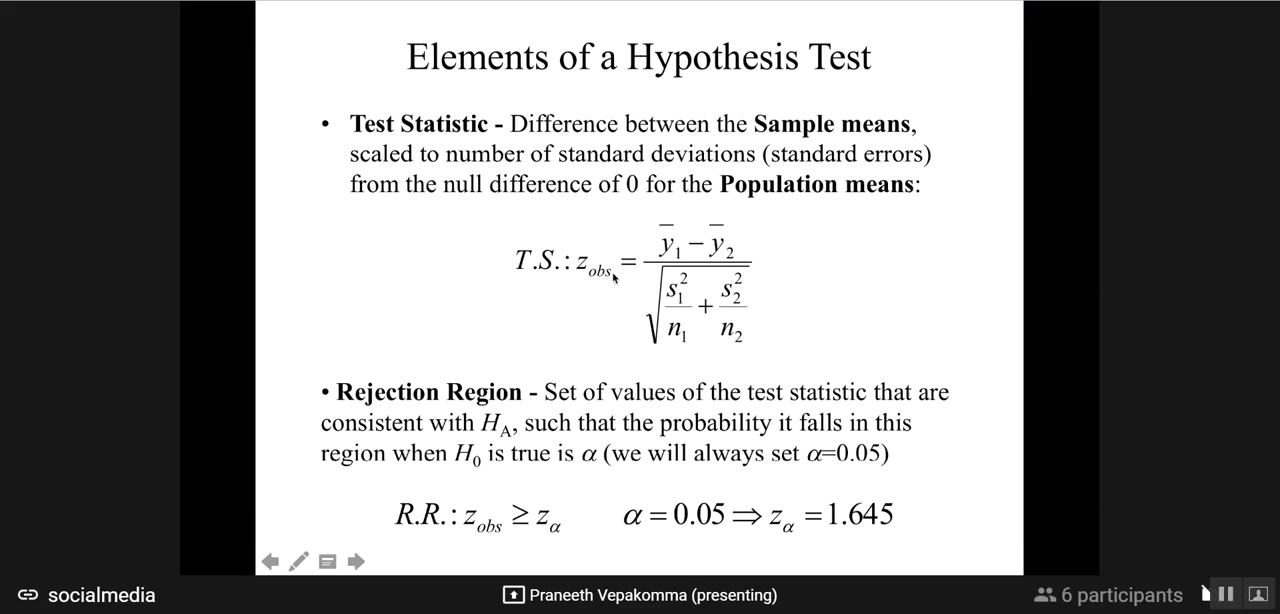 Elements of a Hypothesis Test
• Test Statistic - Difference between the Sample means,
scaled to number of standard deviations (standard errors)
from the null difference of 0 for the Population means:
T.S.: z_obs = (ȳ₁ − ȳ₂) / √(s₁²/n₁ + s₂²/n₂)
• Rejection Region - Set of values of the test statistic that are
consistent with H_A, such that the probability it falls in this
region when H₀ is true is α (we will always set α=0.05)
R.R.: z_obs ≥ z_α α = 0.05 ⇒ z_α = 1.645
socialmedia
Praneeth Vepakomma (presenting)
6 participants